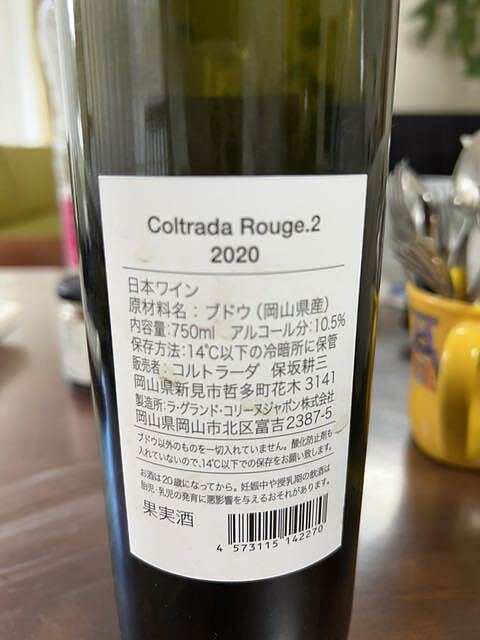 Coltrada Rouge.2
2020
日本ワイン
原材料名：ブドウ（岡山県産）
内容量：750ml　アルコール分：10.5%
保存方法：14℃以下の冷暗所に保管
販売者：コルトラーダ　保坂耕三
岡山県新見市哲多町花木 3141
製造所：ラ・グランド・コリーヌジャポン株式会社
岡山県岡山市北区富吉2387-5
ブドウ以外のものを一切入れていません。酸化防止剤も
入れていないので、14℃以下での保存をお願い致します。
お酒は20歳になってから。妊娠中や授乳期の飲酒は
胎児・乳児の発育に悪影響を与えるおそれがあります。
果実酒
4 573115 142270